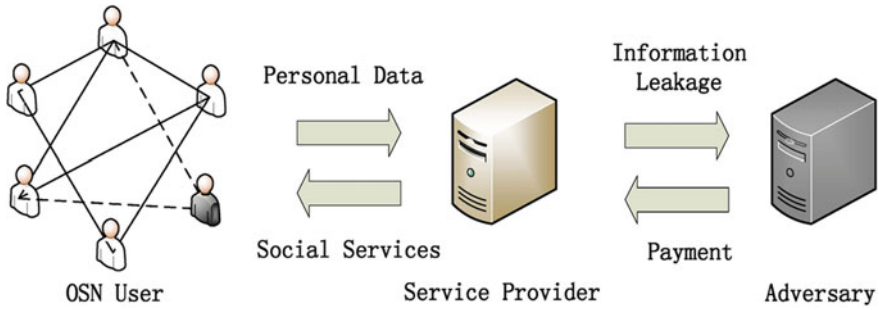 Personal Data
Social Services
OSN User
Service Provider
Information
Leakage
Payment
Adversary